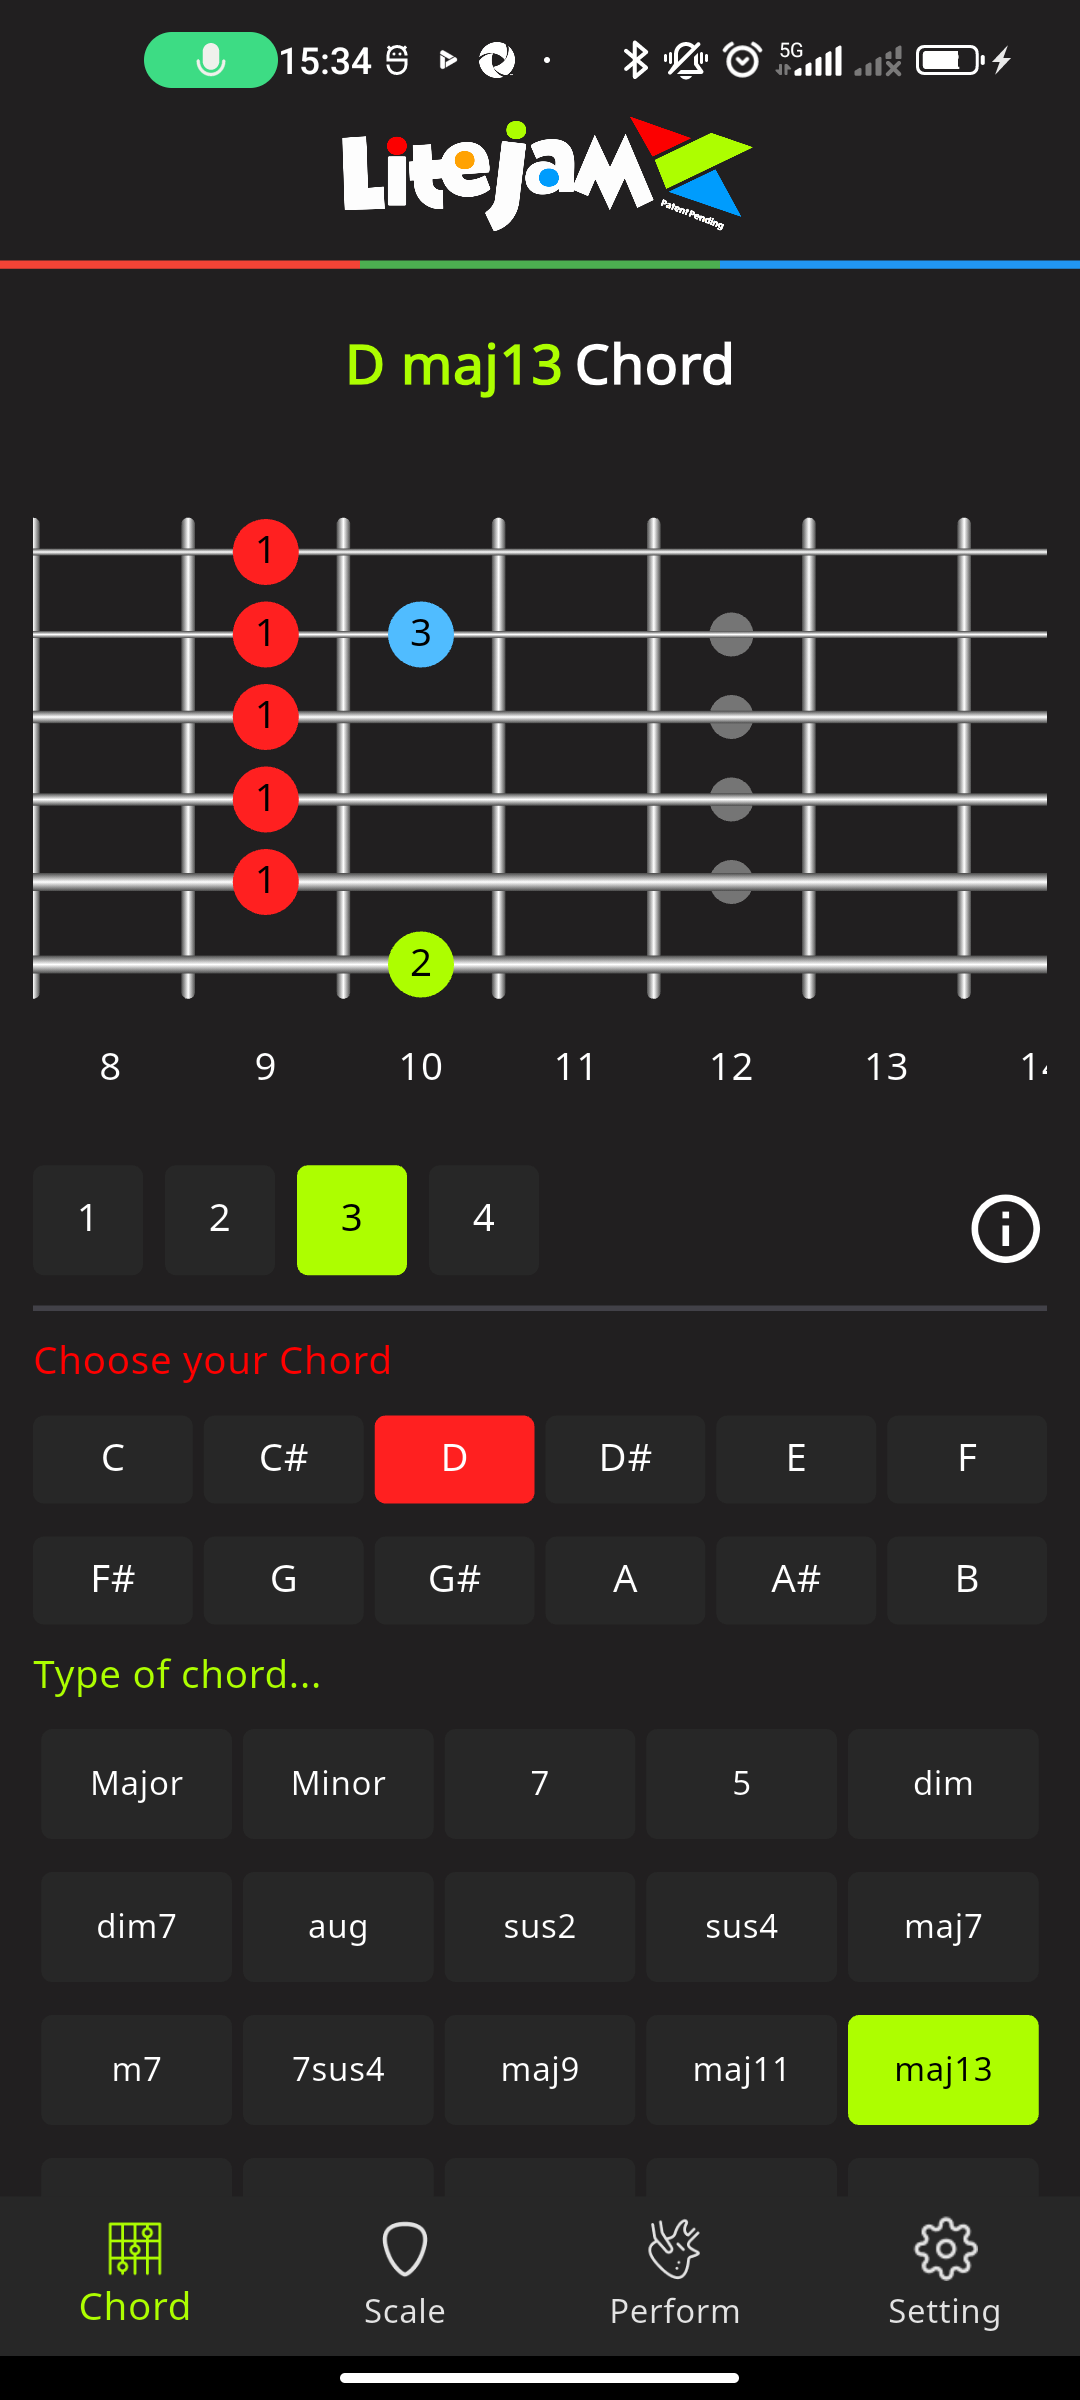 15:34 5G
LitejaM
Patent Pending
D maj13 Chord
1
1 3
1
1
1
2
8 9 10 11 12 13 14
1 2 3 4
Choose your Chord
C C# D D# E F
F# G G# A A# B
Type of chord...
Major Minor 7 5 dim
dim7 aug sus2 sus4 maj7
m7 7sus4 maj9 maj11 maj13
Chord Scale Perform Setting